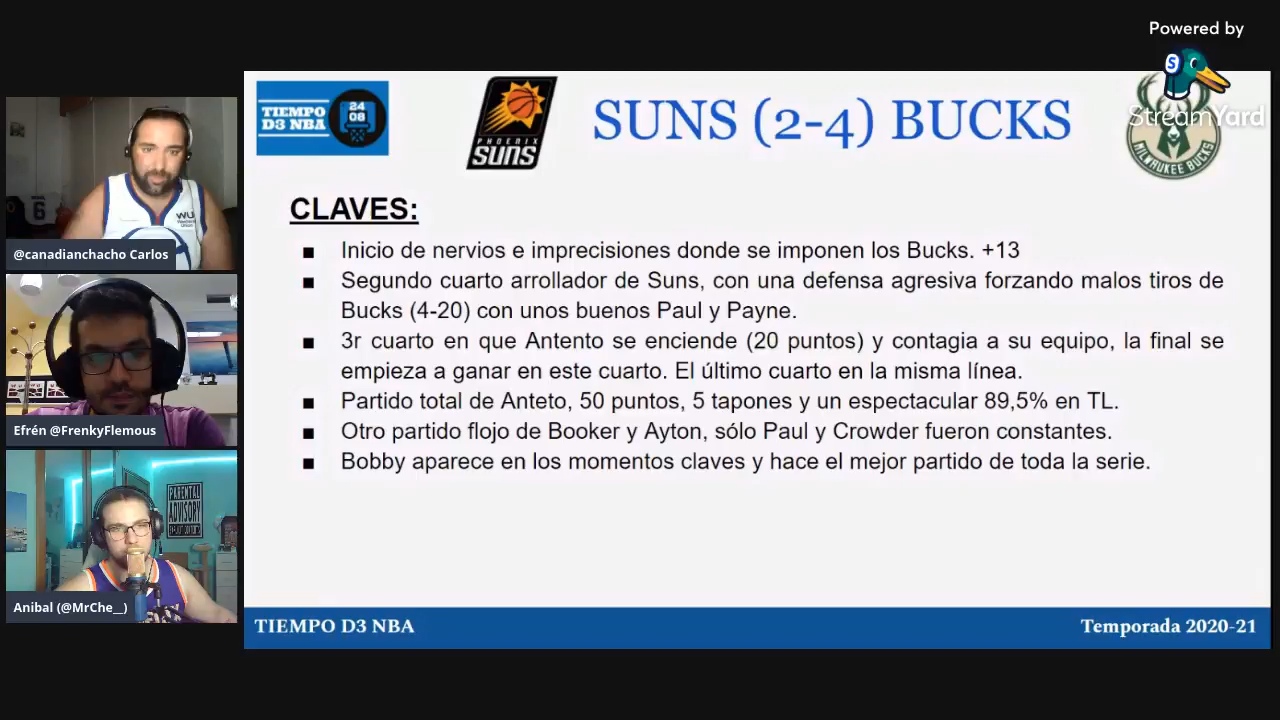 Powered by
StreamYard
TIEMPO
D3 NBA
24
08
PHOENIX
SUNS
SUNS (2-4) BUCKS
MILWAUKEE BUCKS
CLAVES:
Inicio de nervios e imprecisiones donde se imponen los Bucks. +13
Segundo cuarto arrollador de Suns, con una defensa agresiva forzando malos tiros de
Bucks (4-20) con unos buenos Paul y Payne.
3r cuarto en que Antento se enciende (20 puntos) y contagia a su equipo, la final se
empieza a ganar en este cuarto. El último cuarto en la misma línea.
Partido total de Anteto, 50 puntos, 5 tapones y un espectacular 89,5% en TL.
Otro partido flojo de Booker y Ayton, sólo Paul y Crowder fueron constantes.
Bobby aparece en los momentos claves y hace el mejor partido de toda la serie.
TIEMPO D3 NBA
Temporada 2020-21
6
WU
@canadianchacho Carlos
Efrén @FrenkyFlemous
PARENTAL
ADVISORY
Anibal (@MrChe__)